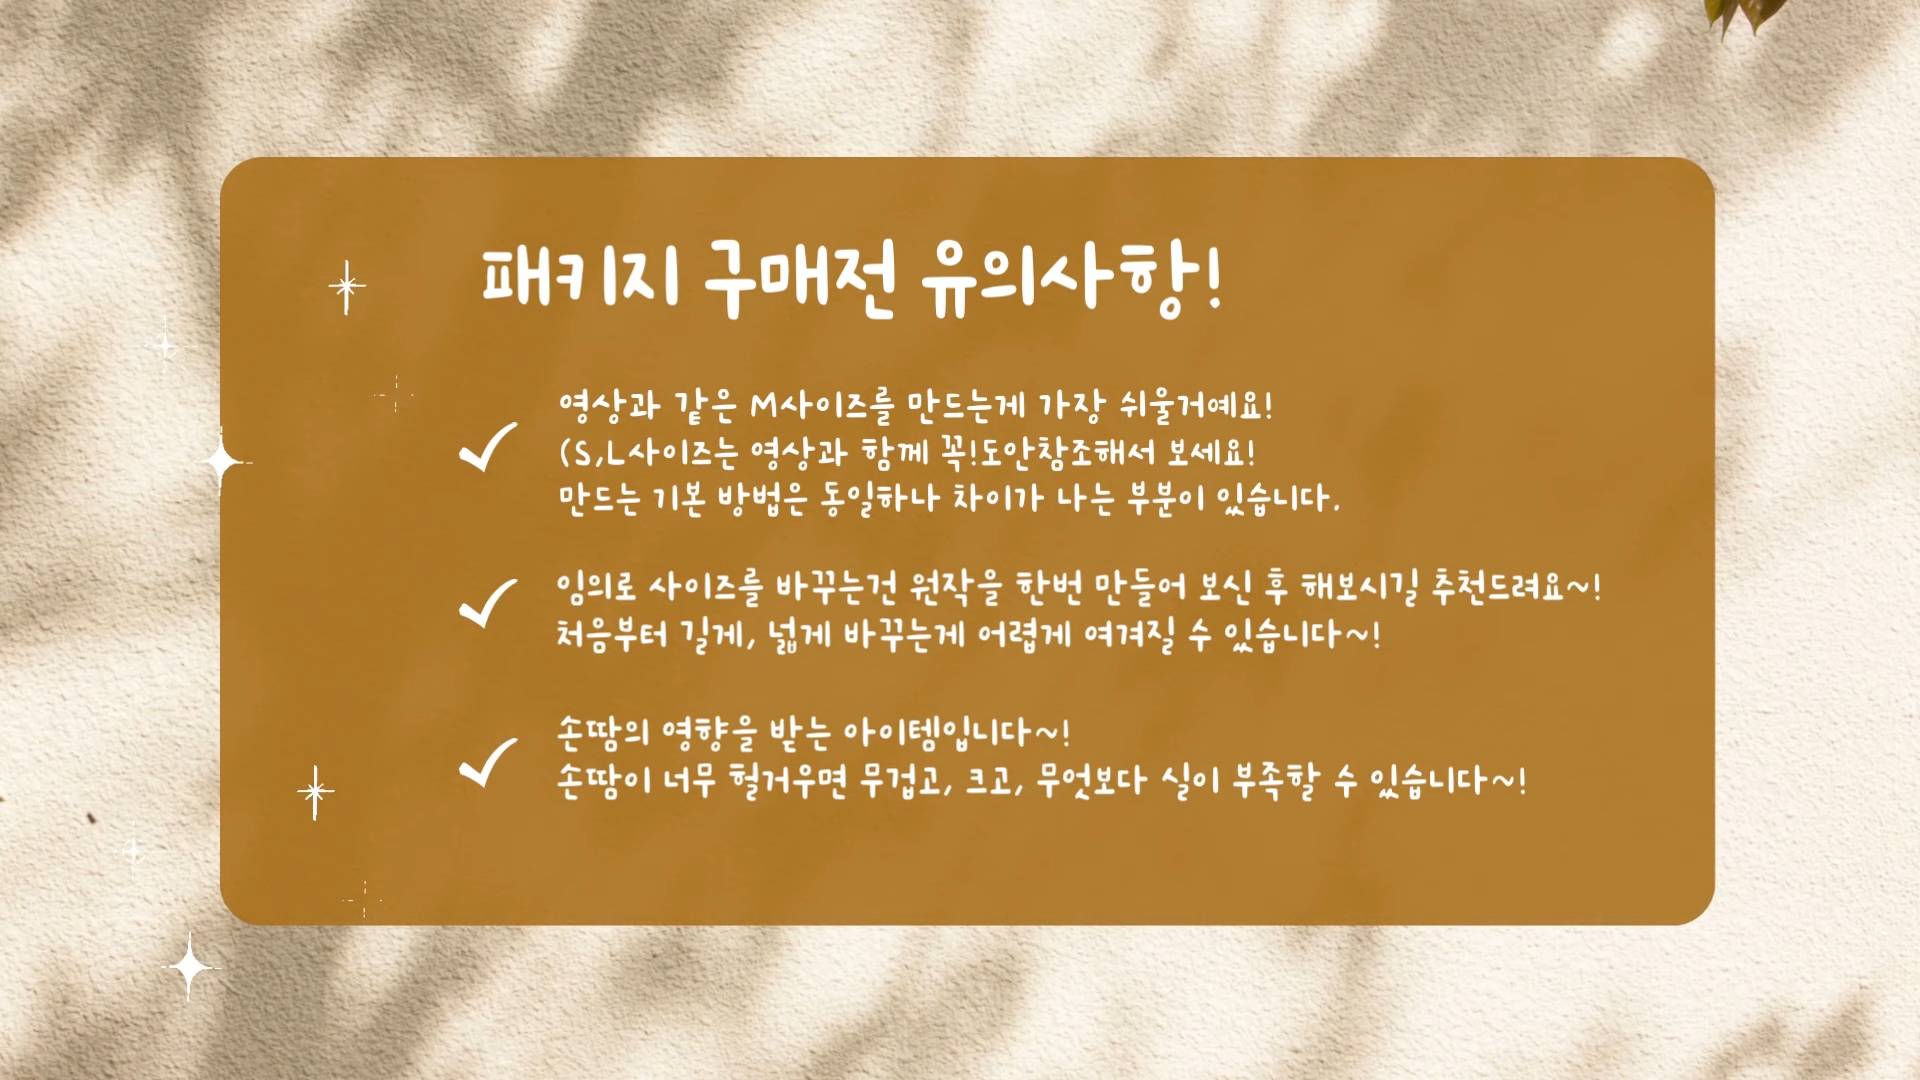 패키지 구매전 유의사항!
영상과 같은 M사이즈를 만드는게 가장 쉬울거예요!
(S,L사이즈는 영상과 함께 꼭!도안참조해서 보세요!
만드는 기본 방법은 동일하나 차이가 나는 부분이 있습니다.
임의로 사이즈를 바꾸는건 원작을 한번 만들어 보신 후 해보시길 추천드려요~!
처음부터 길게, 넓게 바꾸는게 어렵게 여겨질 수 있습니다~!
손땀의 영향을 받는 아이템입니다~!
손땀이 너무 헐거우면 무겁고, 크고, 무엇보다 실이 부족할 수 있습니다~!